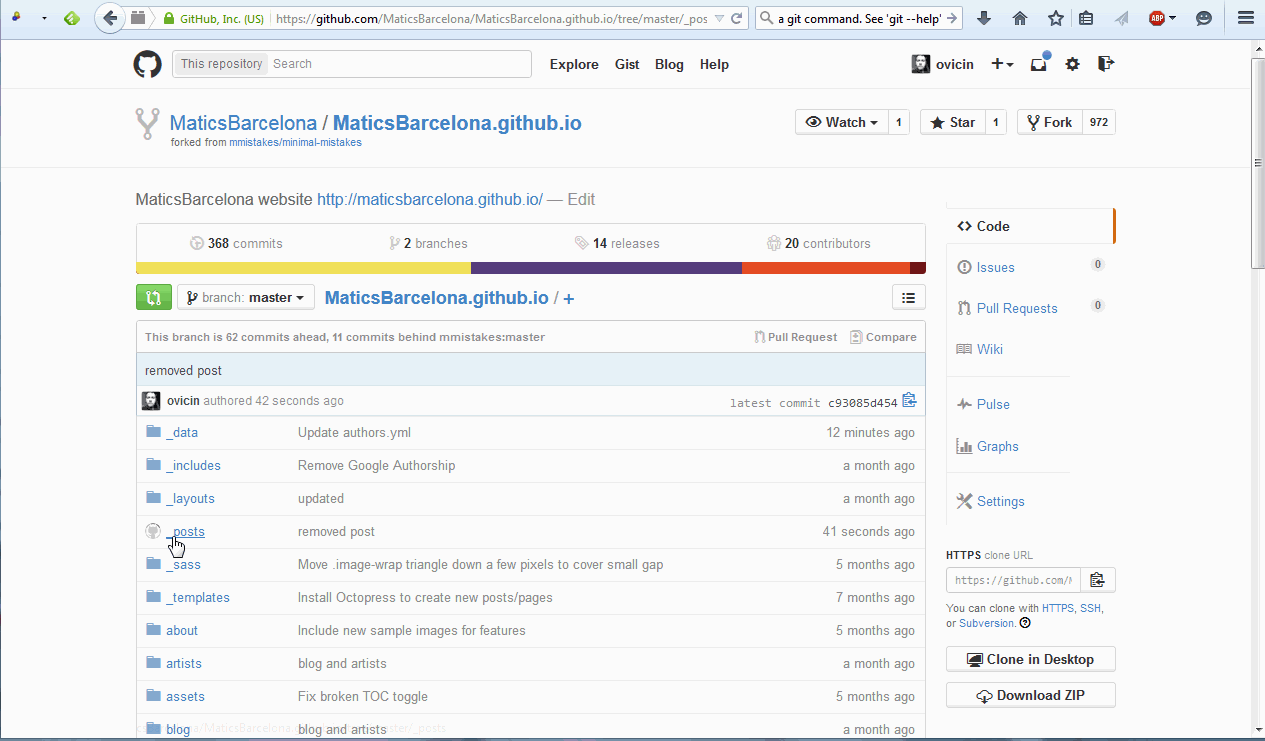 GitHub, Inc. (US) https://github.com/MaticsBarcelona/MaticsBarcelona.github.io/tree/master/_pos a git command. See 'git --help' ABP
This repository Search Explore Gist Blog Help ovicin
MaticsBarcelona / MaticsBarcelona.github.io Watch 1 Star 1 Fork 972
forked from mmistakes/minimal-mistakes
MaticsBarcelona website http://maticsbarcelona.github.io/ — Edit
368 commits 2 branches 14 releases 20 contributors
branch: master MaticsBarcelona.github.io / +
This branch is 62 commits ahead, 11 commits behind mmistakes:master Pull Request Compare
removed post
ovicin authored 42 seconds ago latest commit c93085d454
_data Update authors.yml 12 minutes ago
_includes Remove Google Authorship a month ago
_layouts updated a month ago
_posts removed post 41 seconds ago
_sass Move .image-wrap triangle down a few pixels to cover small gap 5 months ago
_templates Install Octopress to create new posts/pages 7 months ago
about Include new sample images for features 5 months ago
artists blog and artists a month ago
assets Fix broken TOC toggle 5 months ago
blog blog and artists a month ago
Code
Issues 0
Pull Requests 0
Wiki
Pulse
Graphs
Settings
HTTPS clone URL
https://github.com/M
You can clone with HTTPS, SSH,
or Subversion.
Clone in Desktop
Download ZIP